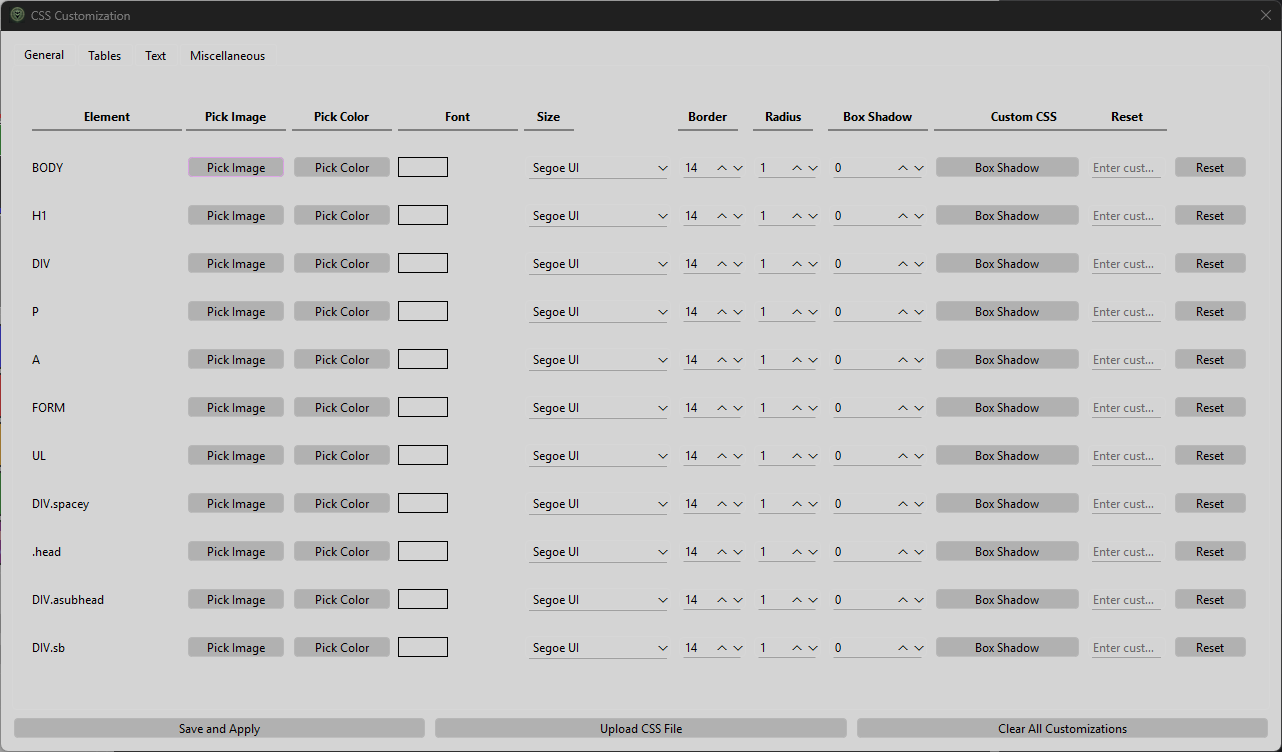 CSS Customization
General Tables Text Miscellaneous
Element Pick Image Pick Color Font Size Border Radius Box Shadow Custom CSS Reset
BODY Pick Image Pick Color Segoe UI 14 1 0 Box Shadow Enter cust... Reset
H1 Pick Image Pick Color Segoe UI 14 1 0 Box Shadow Enter cust... Reset
DIV Pick Image Pick Color Segoe UI 14 1 0 Box Shadow Enter cust... Reset
P Pick Image Pick Color Segoe UI 14 1 0 Box Shadow Enter cust... Reset
A Pick Image Pick Color Segoe UI 14 1 0 Box Shadow Enter cust... Reset
FORM Pick Image Pick Color Segoe UI 14 1 0 Box Shadow Enter cust... Reset
UL Pick Image Pick Color Segoe UI 14 1 0 Box Shadow Enter cust... Reset
DIV.spacey Pick Image Pick Color Segoe UI 14 1 0 Box Shadow Enter cust... Reset
.head Pick Image Pick Color Segoe UI 14 1 0 Box Shadow Enter cust... Reset
DIV.asubhead Pick Image Pick Color Segoe UI 14 1 0 Box Shadow Enter cust... Reset
DIV.sb Pick Image Pick Color Segoe UI 14 1 0 Box Shadow Enter cust... Reset
Save and Apply Upload CSS File Clear All Customizations